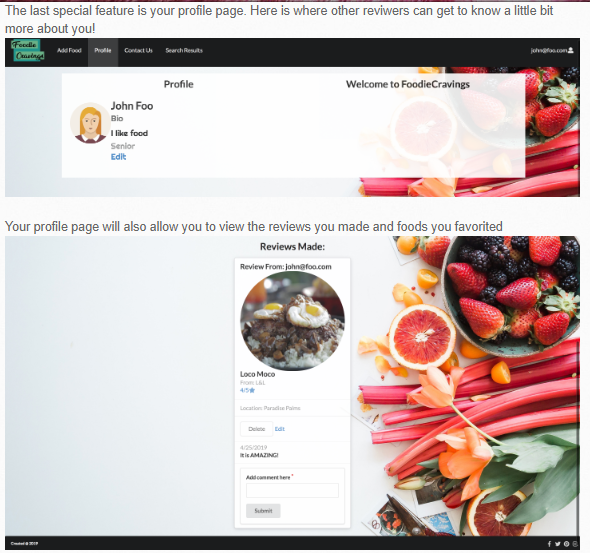 The last special feature is your profile page. Here is where other reviwers can get to know a little bit
more about you!
Foodie
Cravings
Add Food Profile Contact Us Search Results john@foo.com
Profile Welcome to FoodieCravings
John Foo
Bio
I like food
Senior
Edit
Your profile page will also allow you to view the reviews you made and foods you favorited
Reviews Made:
Review From: john@foo.com
Loco Moco
From: L&L
4/5
Location: Paradise Palms
Delete Edit
4/25/2019
It is AMAZING!
Add comment here *
Submit
Created @ 2019